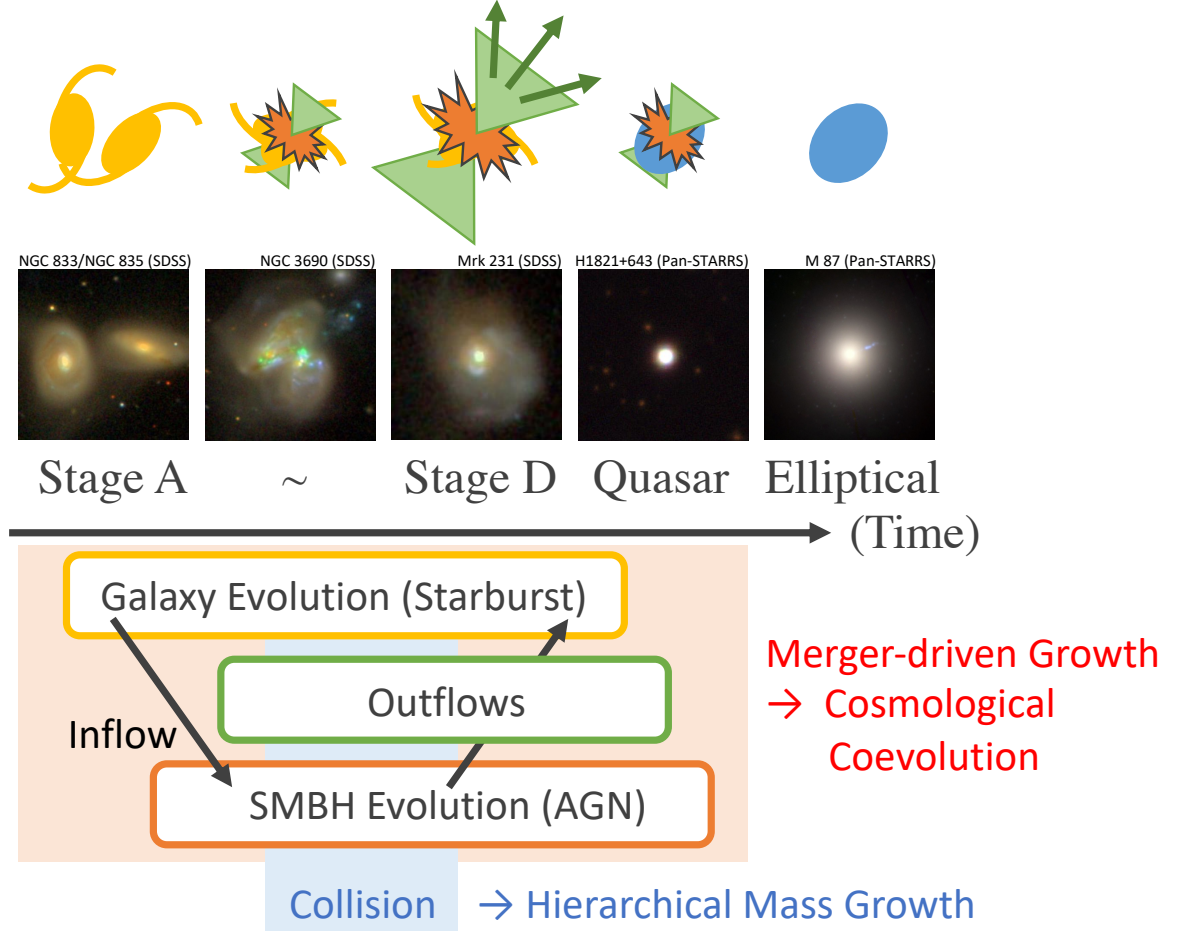 NGC 833/NGC 835 (SDSS)
NGC 3690 (SDSS)
Mrk 231 (SDSS)
H1821+643 (Pan-STARRS)
M 87 (Pan-STARRS)
Stage A
~
Stage D
Quasar
Elliptical
(Time)
Galaxy Evolution (Starburst)
Outflows
Inflow
SMBH Evolution (AGN)
Merger-driven Growth
→ Cosmological
Coevolution
Collision → Hierarchical Mass Growth